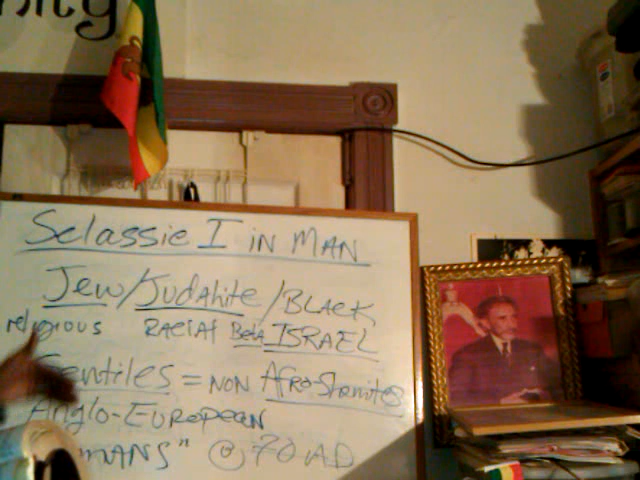 nity
Selassie I in MAN
Jew/Judahite/BLACK
religious RACIAL Beta ISRAEL
Gentiles = NON Afro-Shemites
Anglo-EUROPEAN
mANS" @ 70 AD